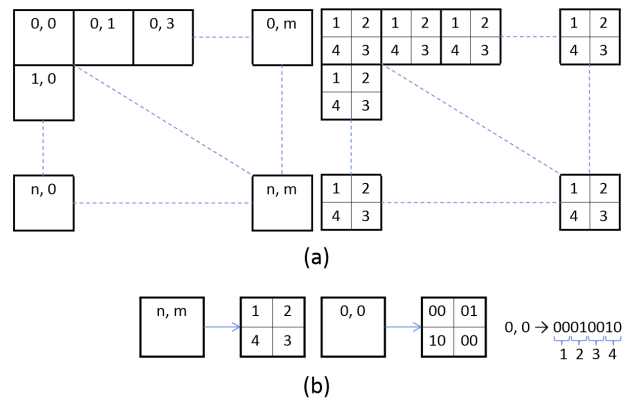 0, 0 0, 1 0, 3 0, m 1 2 1 2 1 2 1 2
4 3 4 3 4 3 4 3
1, 0 1 2
4 3
n, 0 n, m 1 2 1 2
4 3 4 3
(a)
n, m 1 2 0, 0 00 01
4 3 10 00
0, 0 → 00010010
1 2 3 4
(b)